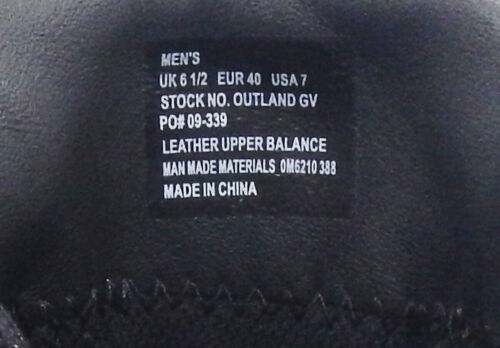 MEN'S
UK 6 1/2 EUR 40 USA 7
STOCK NO. OUTLAND GV
PO# 09-339
LEATHER UPPER BALANCE
MAN MADE MATERIALS 0M6210 388
MADE IN CHINA